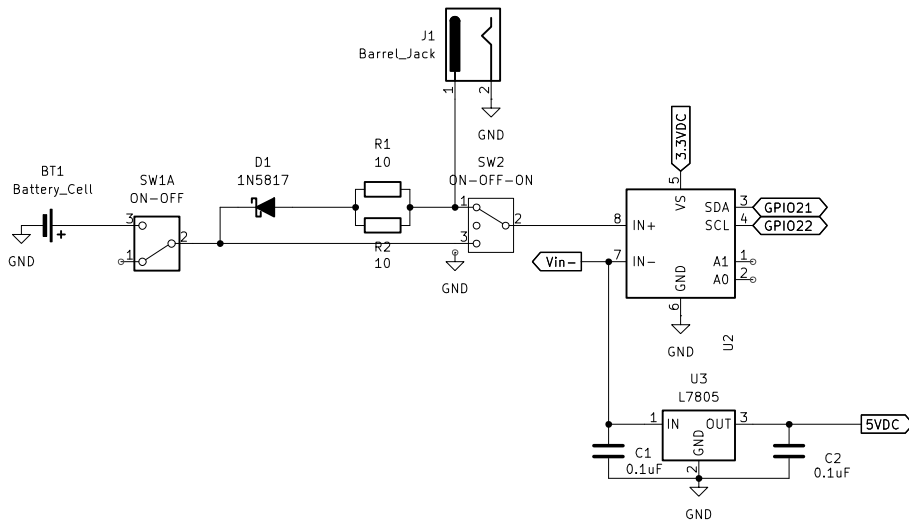 J1
Barrel_Jack
1
2
GND
BT1
Battery_Cell
+
GND
SW1A
ON-OFF
3
2
1
D1
1N5817
R1
10
R2
10
SW2
ON-OFF-ON
1
2
3
GND
3.3VDC
5
VS
8
IN+
Vin-
7
IN-
SDA
3
GPIO21
SCL
4
GPIO22
A1
1
A0
2
GND
6
GND
U2
U3
L7805
1
IN
OUT
3
GND
2
GND
5VDC
C1
0.1uF
C2
0.1uF